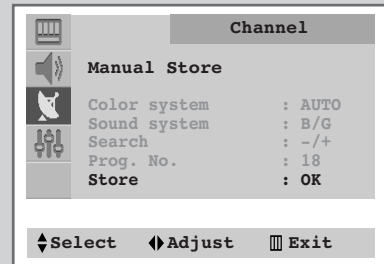 Channel
Manual Store
Color system : AUTO
Sound system : B/G
Search : -/+
Prog. No. : 18
Store : OK
Select Adjust Exit